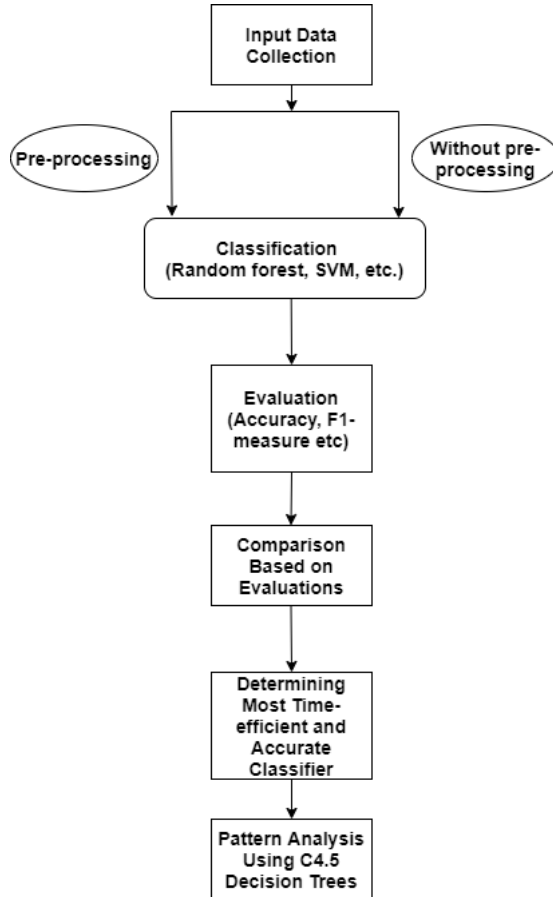 Input Data
Collection
Pre-processing
Without pre-
processing
Classification
(Random forest, SVM, etc.)
Evaluation
(Accuracy, F1-
measure etc)
Comparison
Based on
Evaluations
Determining
Most Time-
efficient and
Accurate
Classifier
Pattern Analysis
Using C4.5
Decision Trees